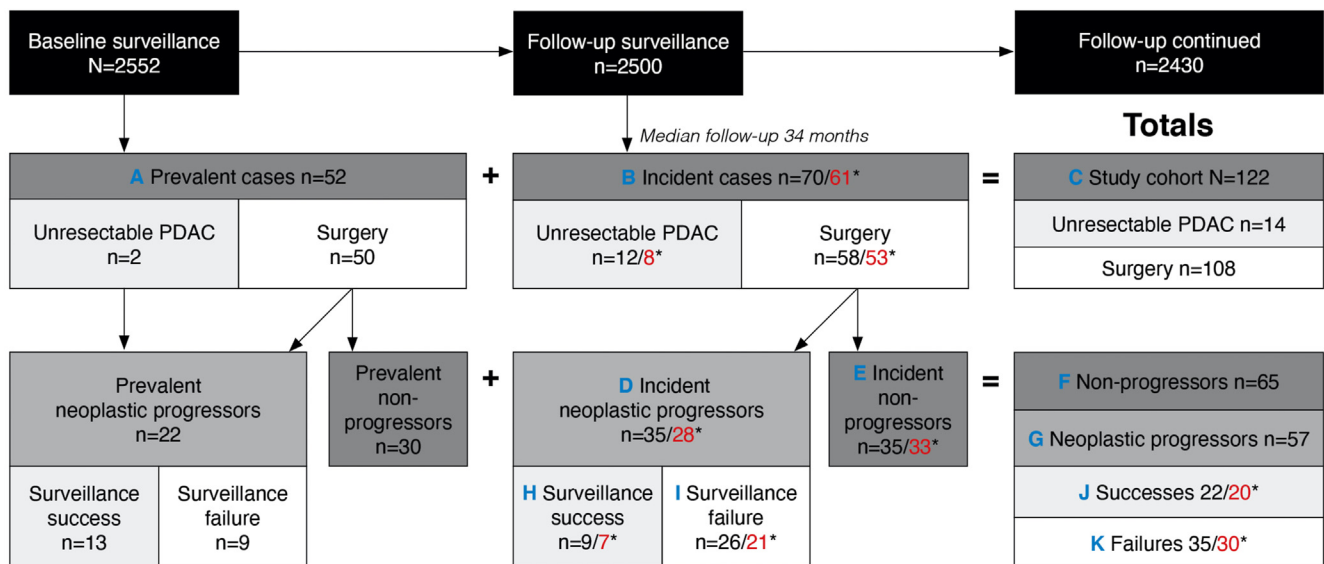 Baseline surveillance
N=2552
Follow-up surveillance
n=2500
Follow-up continued
n=2430
Median follow-up 34 months
Totals
A Prevalent cases n=52
+
B Incident cases n=70/61*
=
C Study cohort N=122
Unresectable PDAC
n=2
Surgery
n=50
Unresectable PDAC
n=12/8*
Surgery
n=58/53*
Unresectable PDAC n=14
Surgery n=108
Prevalent
neoplastic progressors
n=22
Prevalent
non-
progressors
n=30
+
D Incident
neoplastic progressors
n=35/28*
E Incident
non-
progressors
n=35/33*
=
F Non-progressors n=65
G Neoplastic progressors n=57
Surveillance
success
n=13
Surveillance
failure
n=9
H Surveillance
success
n=9/7*
I Surveillance
failure
n=26/21*
J Successes 22/20*
K Failures 35/30*